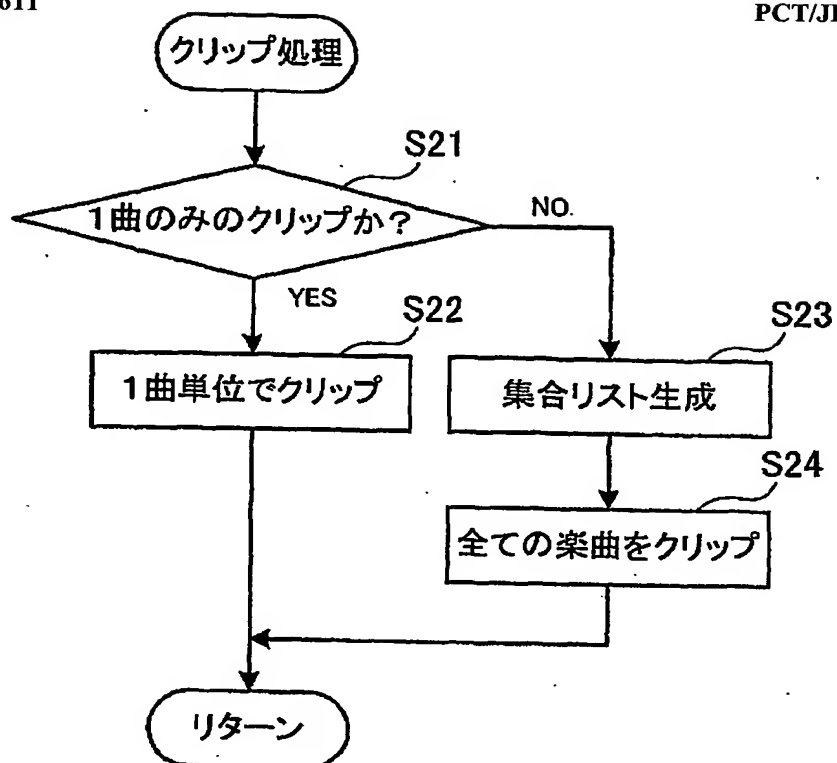 クリップ処理
S21
1曲のみのクリップか?
NO.
YES
S22
1曲単位でクリップ
S23
集合リスト生成
S24
全ての楽曲をクリップ
リターン